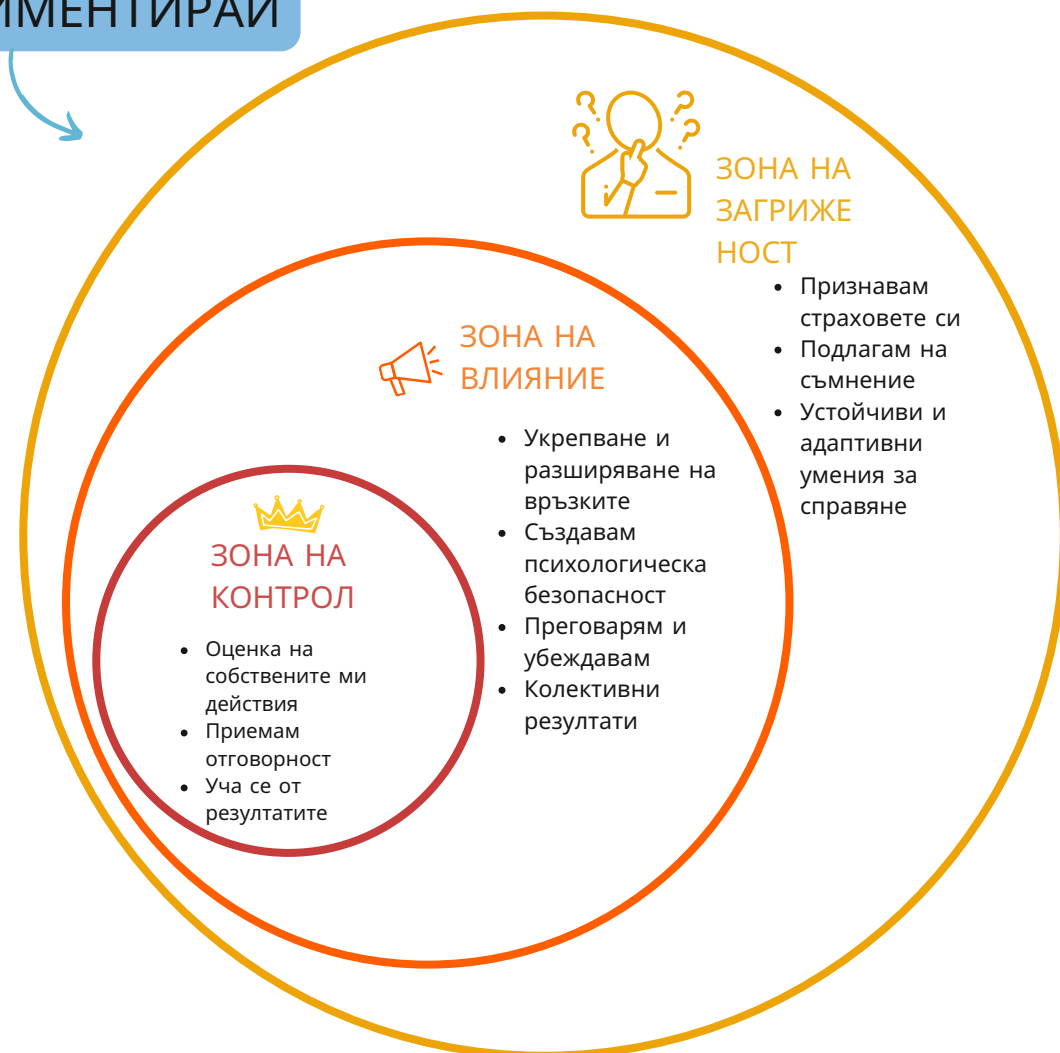 ИМЕНТИРАЙ
ЗОНА НА
ЗАГРИЖЕ
НОСТ
• Признавам
страховете си
• Подлагам на
съмнение
• Устойчиви и
адаптивни
умения за
справяне
ЗОНА НА
ВЛИЯНИЕ
• Укрепване и
разширяване на
връзките
• Създавам
психологическа
безопасност
• Преговарям и
убеждавам
• Колективни
резултати
ЗОНА НА
КОНТРОЛ
• Оценка на
собствените ми
действия
• Приемам
отговорност
• Уча се от
резултатите